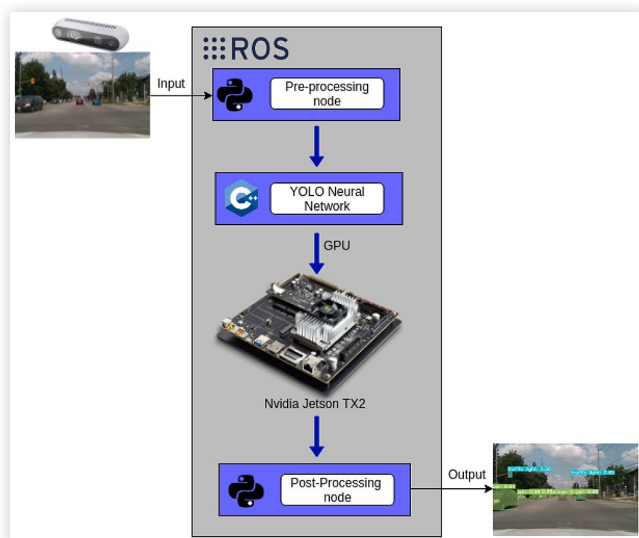 ROS
Input
Pre-processing
node
YOLO Neural
Network
GPU
Nvidia Jetson TX2
Post-Processing
node
Output